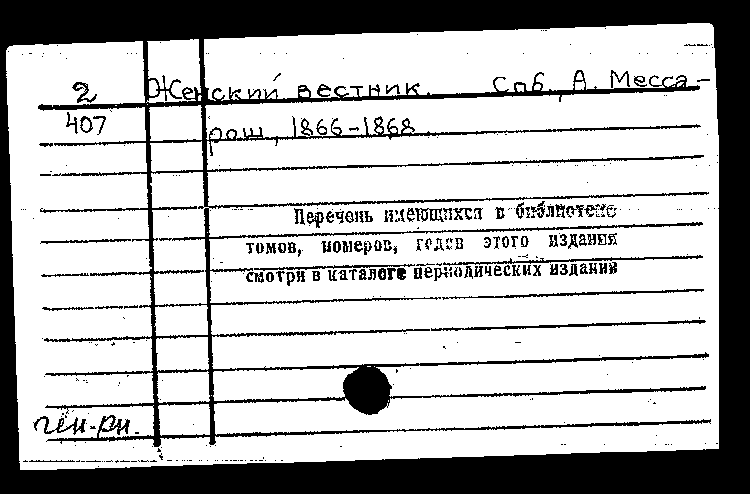 2 Женский вестник. Спб., А. Месса-
407 рош, 1866-1868.
Перечень имеющихся в библиотеке
томов, номеров, годов этого издания
смотри в каталоге периодических изданий
ген-рн.